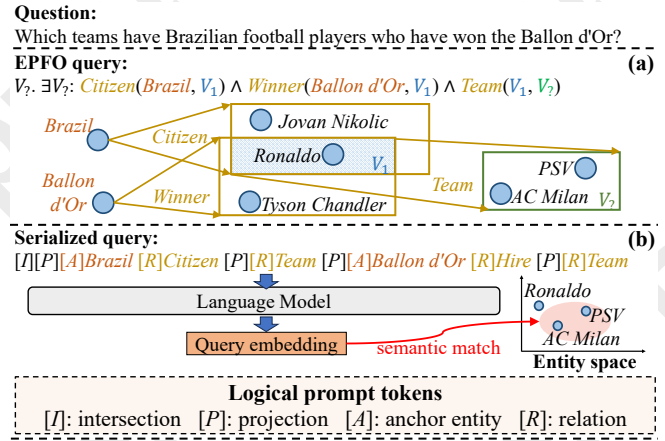 Question:
Which teams have Brazilian football players who have won the Ballon d'Or?
EPFO query: (a)
V?. ∃V?: Citizen(Brazil, V1) ∧ Winner(Ballon d'Or, V1) ∧ Team(V1, V?)
Brazil
Citizen
Jovan Nikolic
Ronaldo
V1
Ballon
d'Or
Winner
Tyson Chandler
Team
PSV
AC Milan
V?
Serialized query: (b)
[I][P][A]Brazil [R]Citizen [P][R]Team [P][A]Ballon d'Or [R]Hire [P][R]Team
Language Model
Query embedding
semantic match
Ronaldo
PSV
AC Milan
Entity space
Logical prompt tokens
[I]: intersection [P]: projection [A]: anchor entity [R]: relation